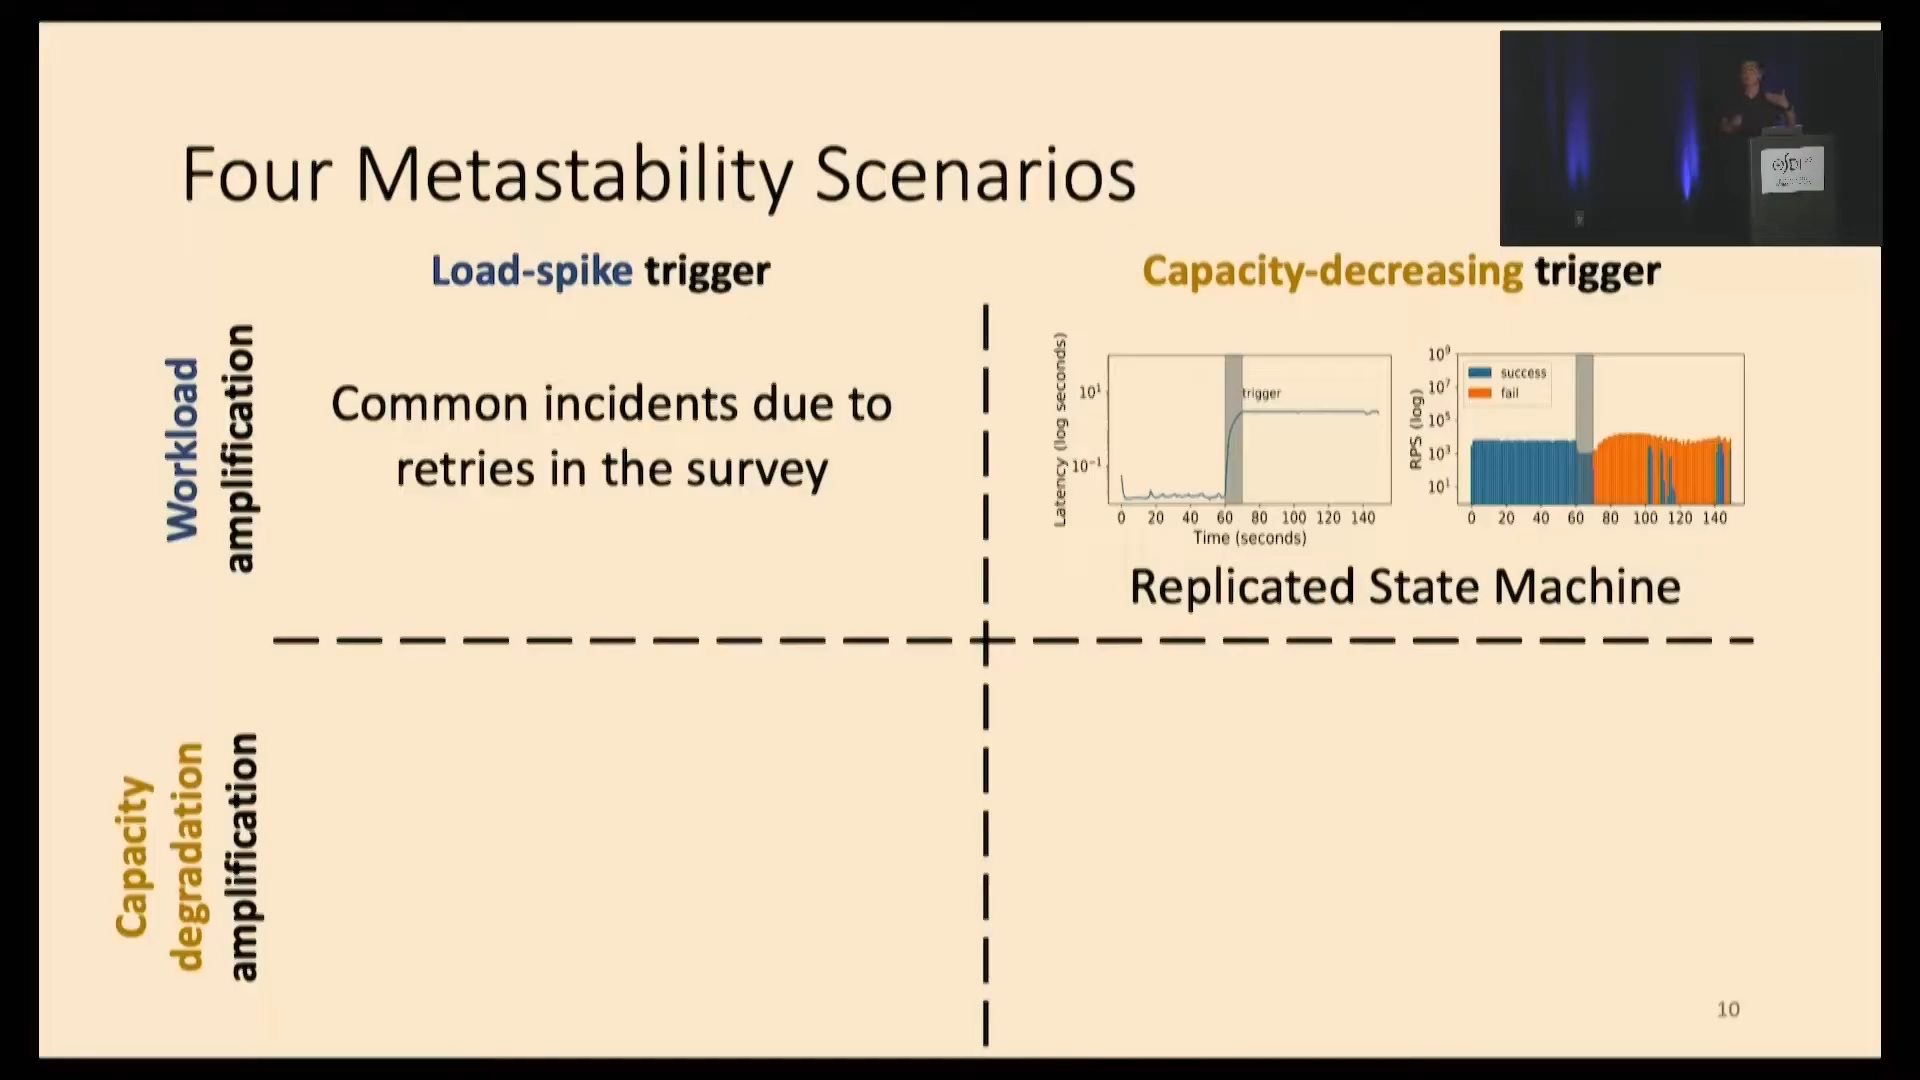 Four Metastability Scenarios
Load-spike trigger
Capacity-decreasing trigger
Workload
amplification
Common incidents due to
retries in the survey
Latency (log seconds)
10¹
10⁻¹
trigger
0 20 40 60 80 100 120 140
Time (seconds)
RPS (log)
10⁹
10⁷
10⁵
10³
10¹
success
fail
0 20 40 60 80 100 120 140
Replicated State Machine
Capacity
degradation
amplification
10